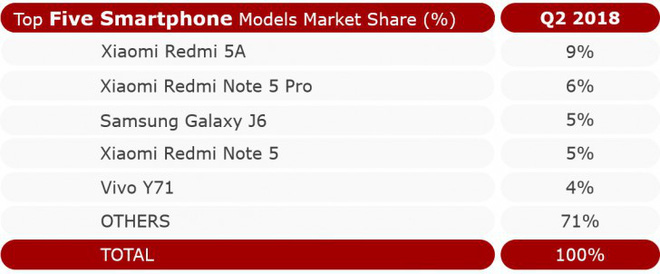 Top Five Smartphone Models Market Share (%) Q2 2018
Xiaomi Redmi 5A 9%
Xiaomi Redmi Note 5 Pro 6%
Samsung Galaxy J6 5%
Xiaomi Redmi Note 5 5%
Vivo Y71 4%
OTHERS 71%
TOTAL 100%